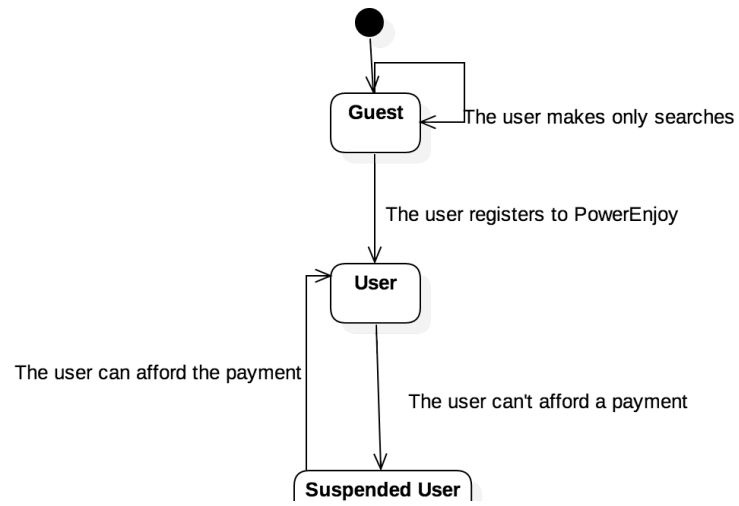 Guest
The user makes only searches
The user registers to PowerEnjoy
User
The user can afford the payment
The user can't afford a payment
Suspended User